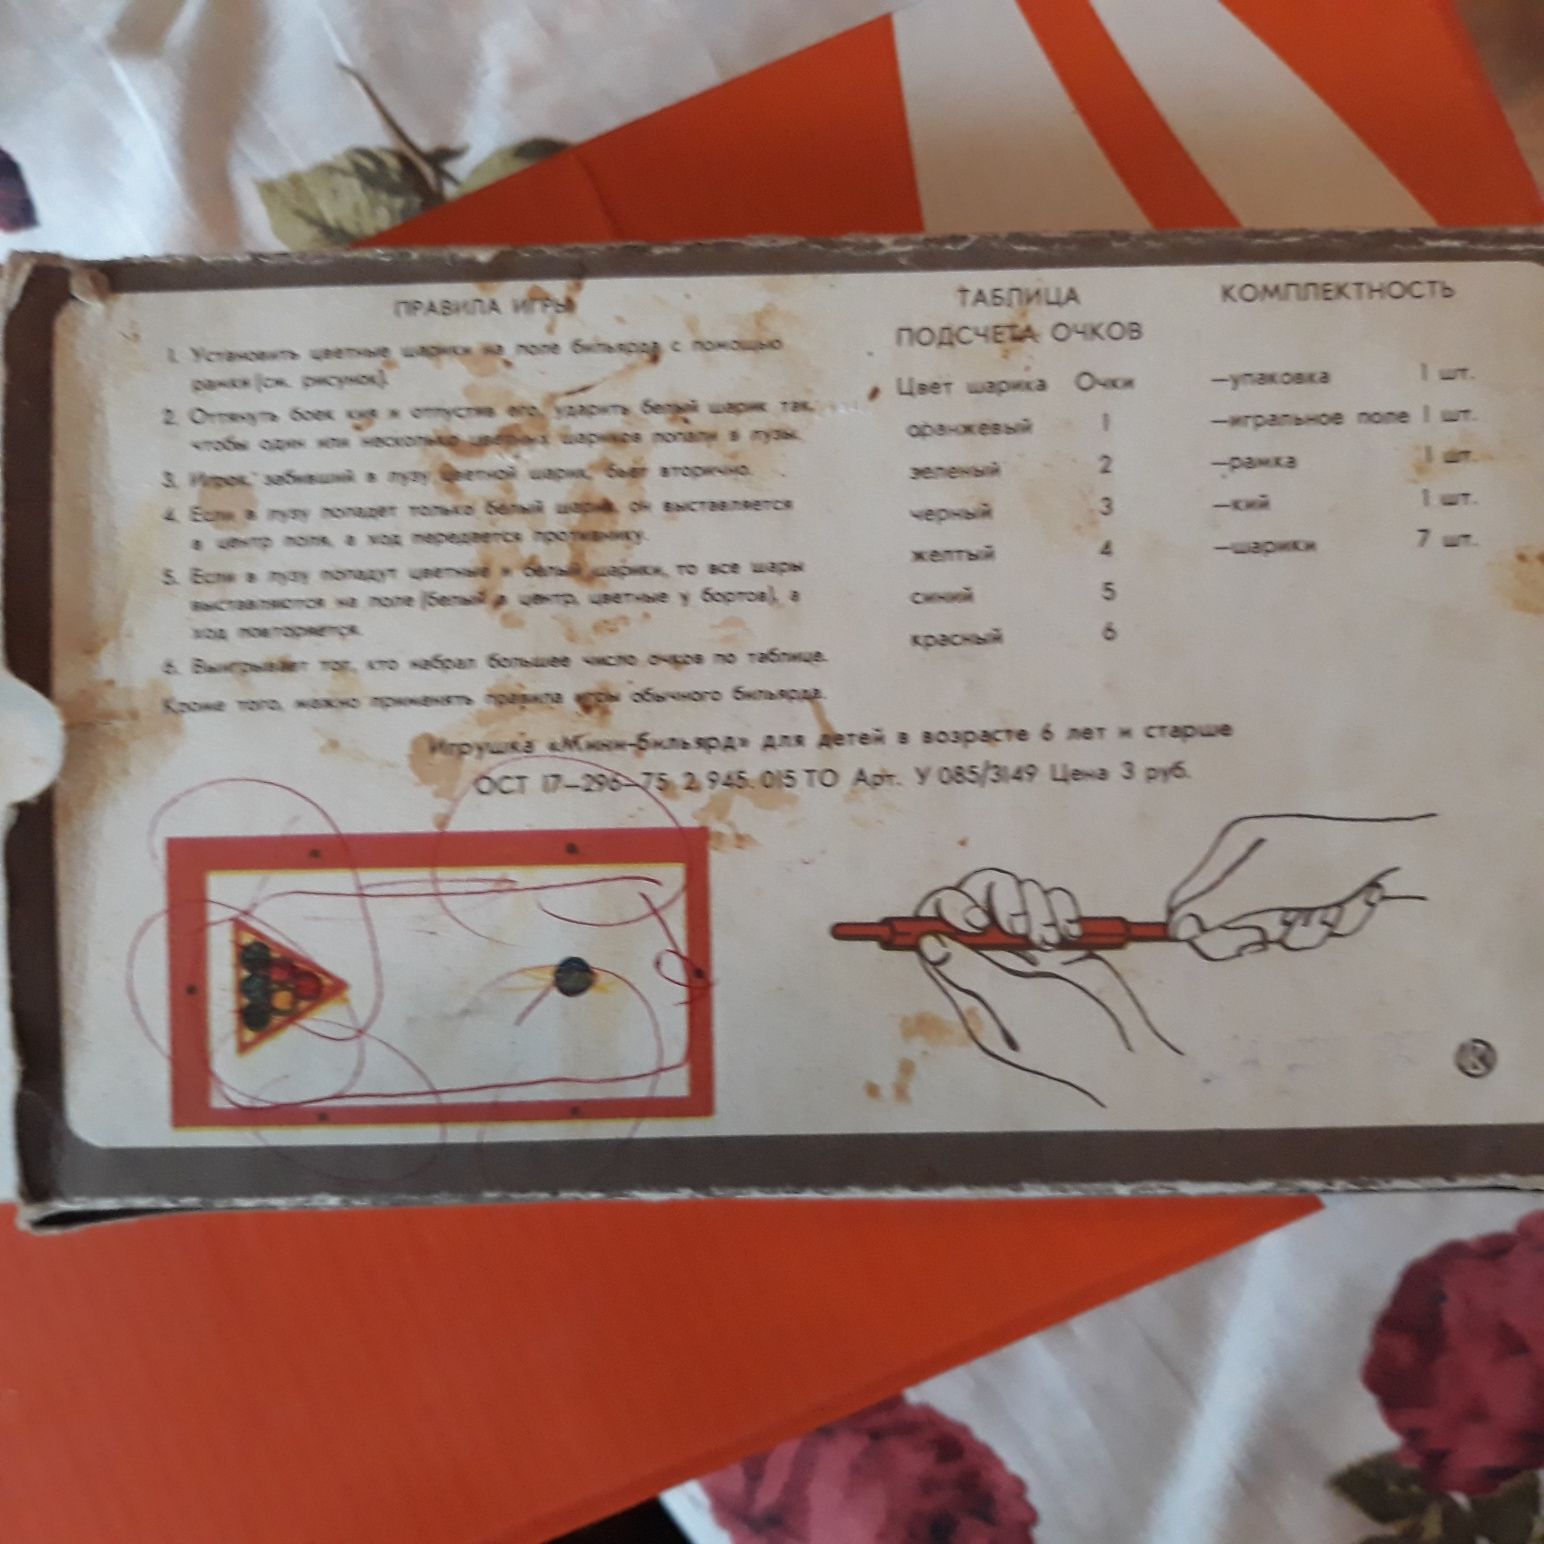 ПРАВИЛА ИГРЫ
1. Установить цветные шарики на поле бильярда с помощью
рамки (см. рисунок).
2. Оттянуть боек кия и отпустив его, ударить белый шарик так,
чтобы один или несколько цветных шариков попали в лузы.
3. Игрок, забивший в лузу цветной шарик, бьет вторично.
4. Если в лузу попадет только белый шарик, он выставляется
в центр поля, а ход передается противнику.
5. Если в лузу попадут цветные и белый шарики, то все шары
выставляются на поле (белый в центр, цветные у бортов), а
ход повторяется.
6. Выигрывает тот, кто набрал большее число очков по таблице.
Кроме того, можно применять правила игры обычного бильярда.
ТАБЛИЦА
ПОДСЧЕТА ОЧКОВ
Цвет шарика Очки
оранжевый 1
зеленый 2
черный 3
желтый 4
синий 5
красный 6
КОМПЛЕКТНОСТЬ
—упаковка 1 шт.
—игральное поле 1 шт.
—рамка 1 шт.
—кий 1 шт.
—шарики 7 шт.
Игрушка «Мини-бильярд» для детей в возрасте 6 лет и старше
ОСТ 17—296—75 2.945.015 ТО Арт. У 085/3149 Цена 3 руб.